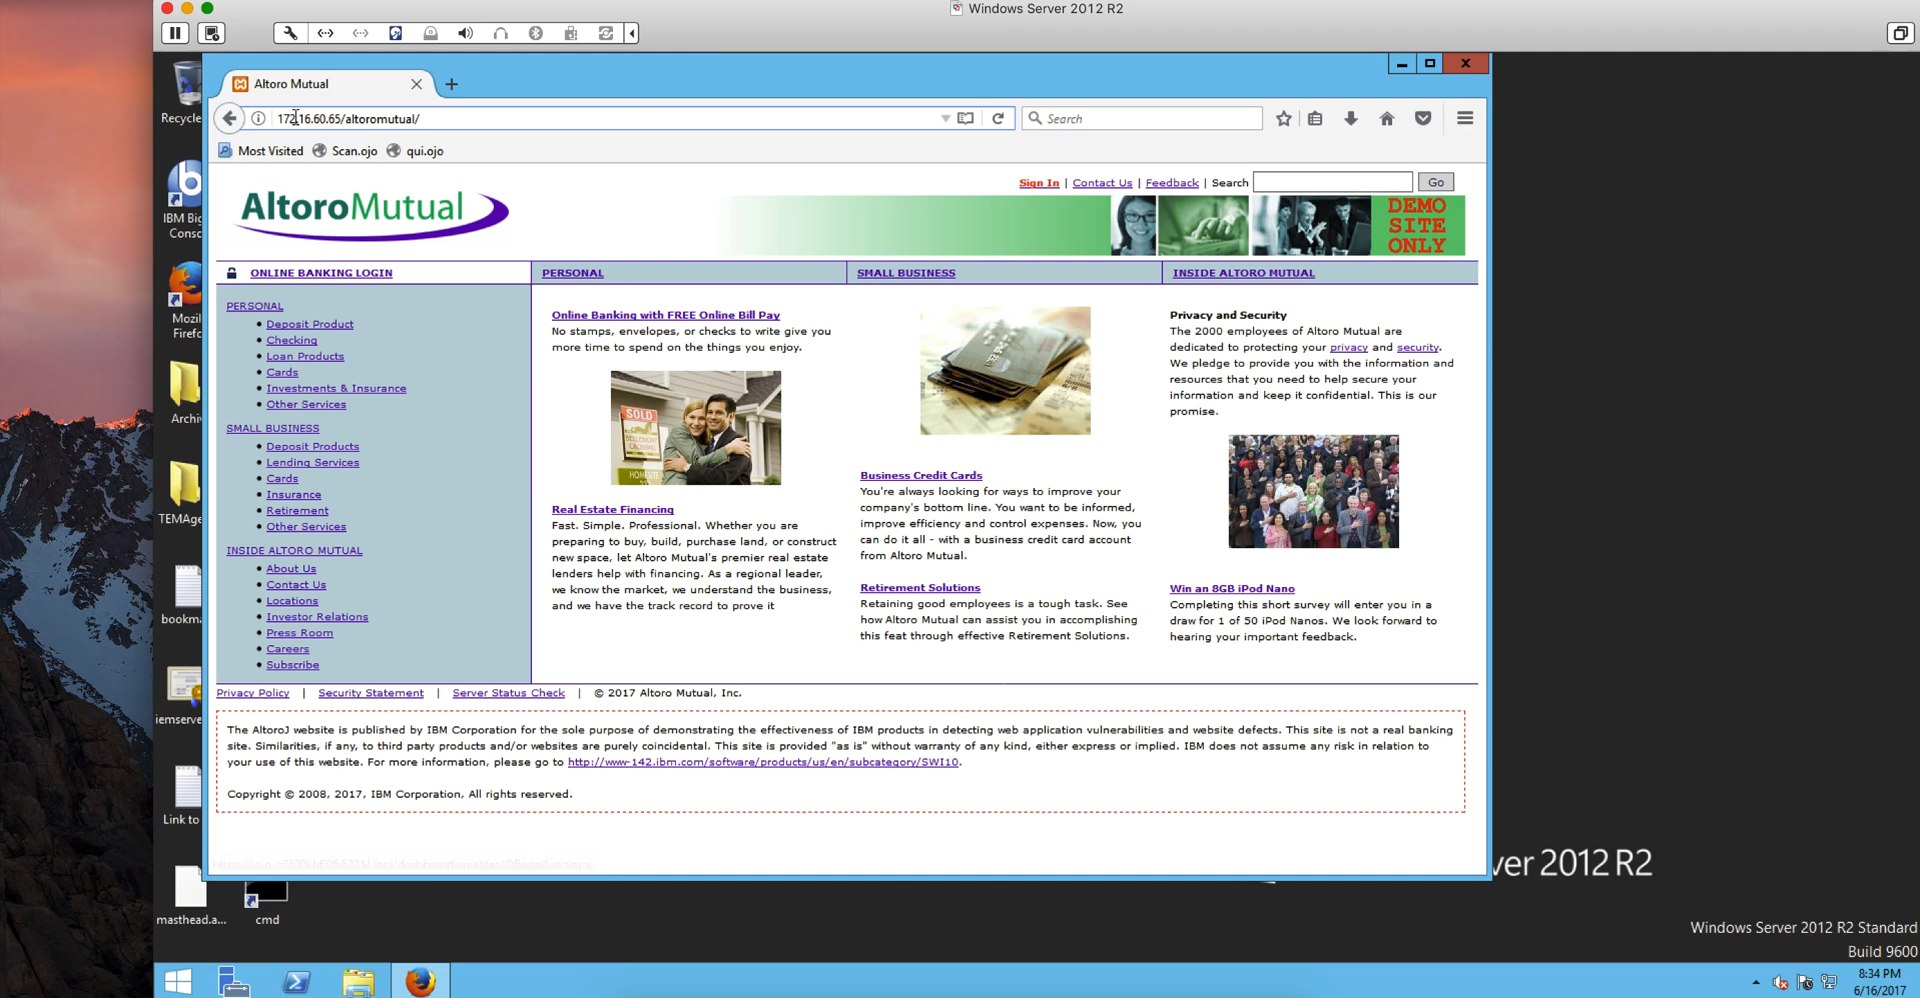 Windows Server 2012 R2
Altoro Mutual
172.16.60.65/altoromutual/
Search
Most Visited
Scan.ojo
qui.ojo
Recycle
IBM Big
Consc
Mozil
Firefc
Archi
TEMAge
bookma
iemserve
Link to
masthead.a...
cmd
AltoroMutual
Sign In | Contact Us | Feedback | Search
Go
DEMO
SITE
ONLY
ONLINE BANKING LOGIN
PERSONAL
SMALL BUSINESS
INSIDE ALTORO MUTUAL
PERSONAL
Deposit Product
Checking
Loan Products
Cards
Investments & Insurance
Other Services
SMALL BUSINESS
Deposit Products
Lending Services
Cards
Insurance
Retirement
Other Services
INSIDE ALTORO MUTUAL
About Us
Contact Us
Locations
Investor Relations
Press Room
Careers
Subscribe
Online Banking with FREE Online Bill Pay
No stamps, envelopes, or checks to write give you
more time to spend on the things you enjoy.
SOLD
Real Estate Financing
Fast. Simple. Professional. Whether you are
preparing to buy, build, purchase land, or construct
new space, let Altoro Mutual's premier real estate
lenders help with financing. As a regional leader,
we know the market, we understand the business,
and we have the track record to prove it
Business Credit Cards
You're always looking for ways to improve your
company's bottom line. You want to be informed,
improve efficiency and control expenses. Now, you
can do it all - with a business credit card account
from Altoro Mutual.
Retirement Solutions
Retaining good employees is a tough task. See
how Altoro Mutual can assist you in accomplishing
this feat through effective Retirement Solutions.
Privacy and Security
The 2000 employees of Altoro Mutual are
dedicated to protecting your privacy and security.
We pledge to provide you with the information and
resources that you need to help secure your
information and keep it confidential. This is our
promise.
Win an 8GB iPod Nano
Completing this short survey will enter you in a
draw for 1 of 50 iPod Nanos. We look forward to
hearing your important feedback.
Privacy Policy | Security Statement | Server Status Check | © 2017 Altoro Mutual, Inc.
The AltoroJ website is published by IBM Corporation for the sole purpose of demonstrating the effectiveness of IBM products in detecting web application vulnerabilities and website defects. This site is not a real banking
site. Similarities, if any, to third party products and/or websites are purely coincidental. This site is provided "as is" without warranty of any kind, either express or implied. IBM does not assume any risk in relation to
your use of this website. For more information, please go to http://www-142.ibm.com/software/products/us/en/subcategory/SWI10.
Copyright © 2008, 2017, IBM Corporation, All rights reserved.
ver 2012 R2
Windows Server 2012 R2 Standard
Build 9600
8:34 PM
6/16/2017